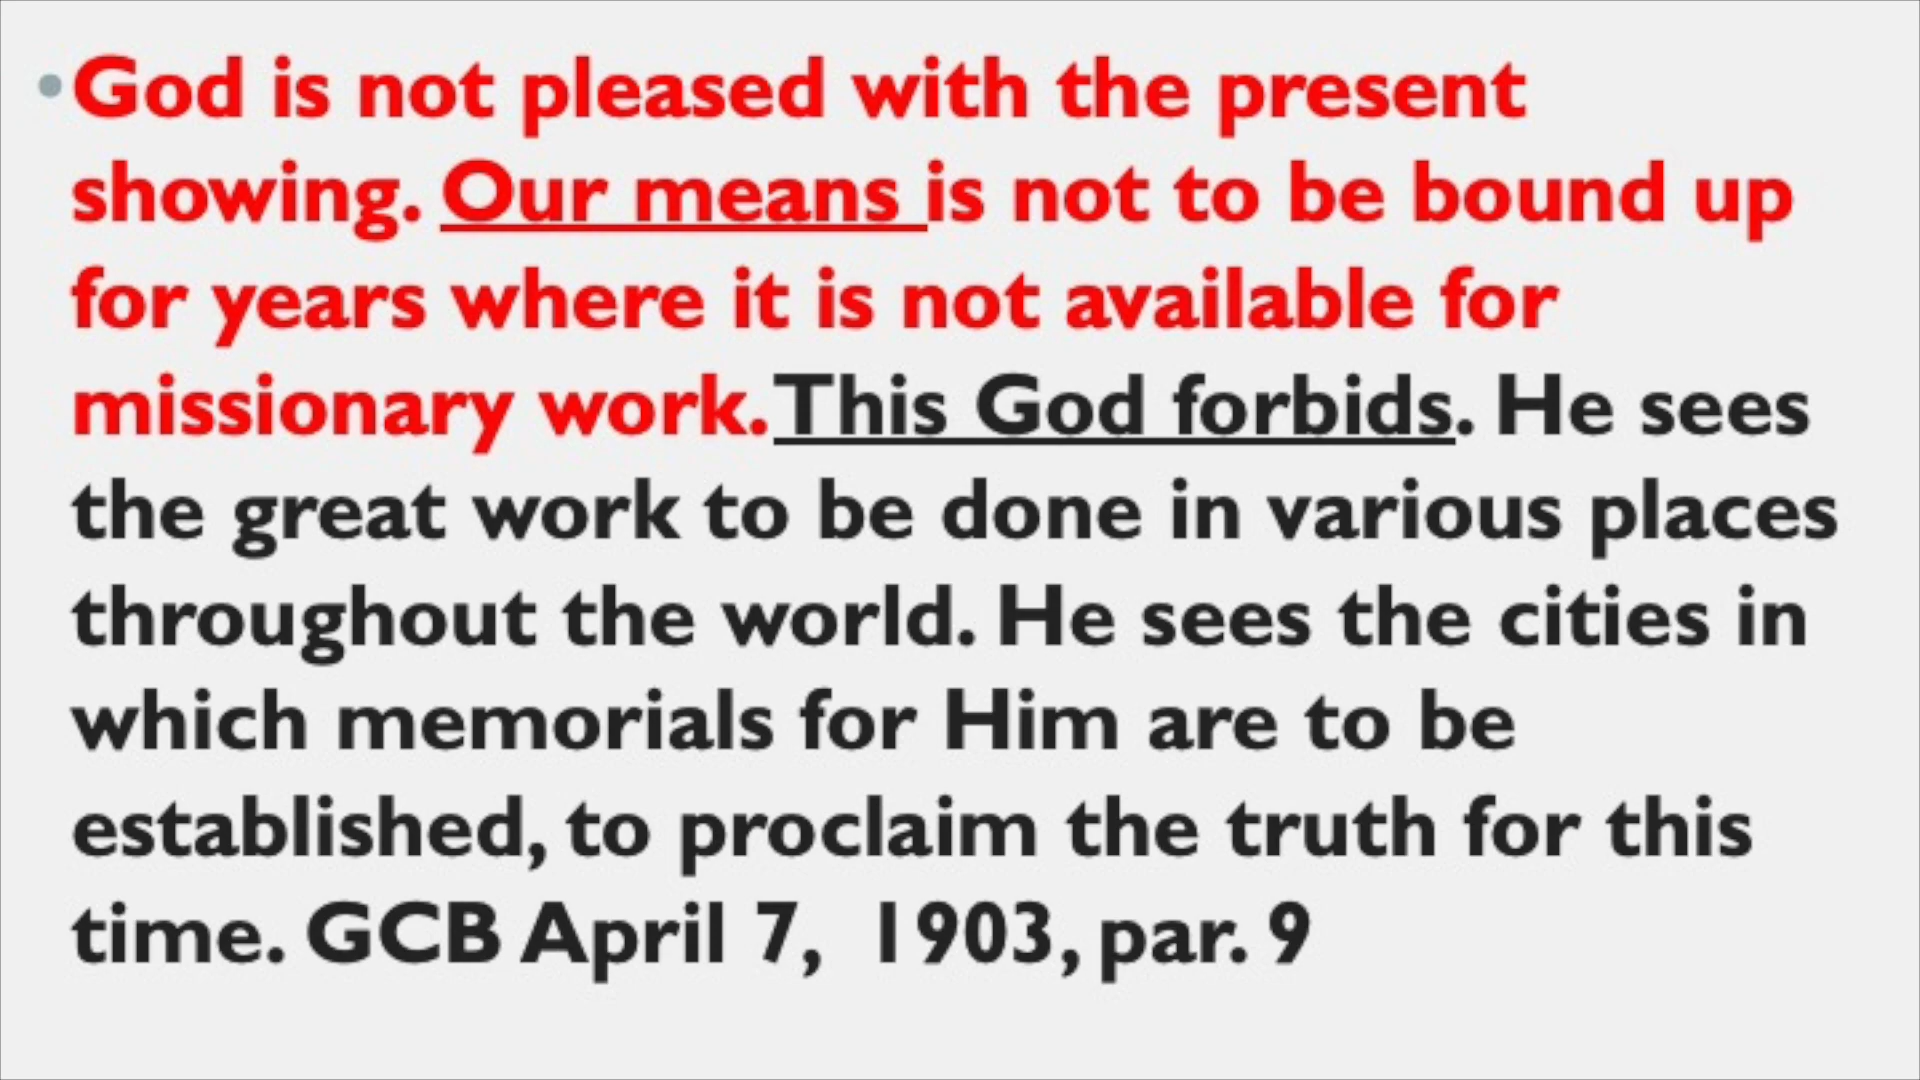 •God is not pleased with the present
showing. Our means is not to be bound up
for years where it is not available for
missionary work. This God forbids. He sees
the great work to be done in various places
throughout the world. He sees the cities in
which memorials for Him are to be
established, to proclaim the truth for this
time. GCB April 7, 1903, par. 9